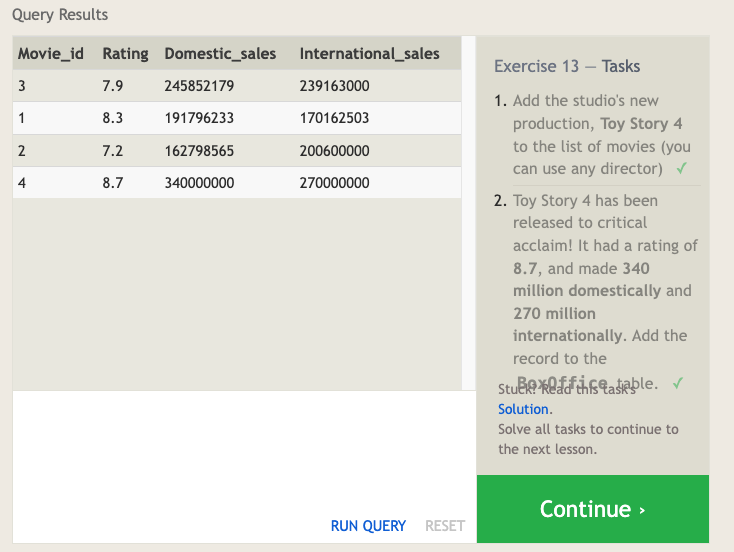 Query Results
Movie_id Rating Domestic_sales International_sales
3 7.9 245852179 239163000
1 8.3 191796233 170162503
2 7.2 162798565 200600000
4 8.7 340000000 270000000
RUN QUERY RESET
Exercise 13 — Tasks
1. Add the studio's new
production, Toy Story 4
to the list of movies (you
can use any director) ✓
2. Toy Story 4 has been
released to critical
acclaim! It had a rating of
8.7, and made 340
million domestically and
270 million
internationally. Add the
record to the
BoxOffice table. ✓
Stuck? Read this task's
Solution.
Solve all tasks to continue to
the next lesson.
Continue ›